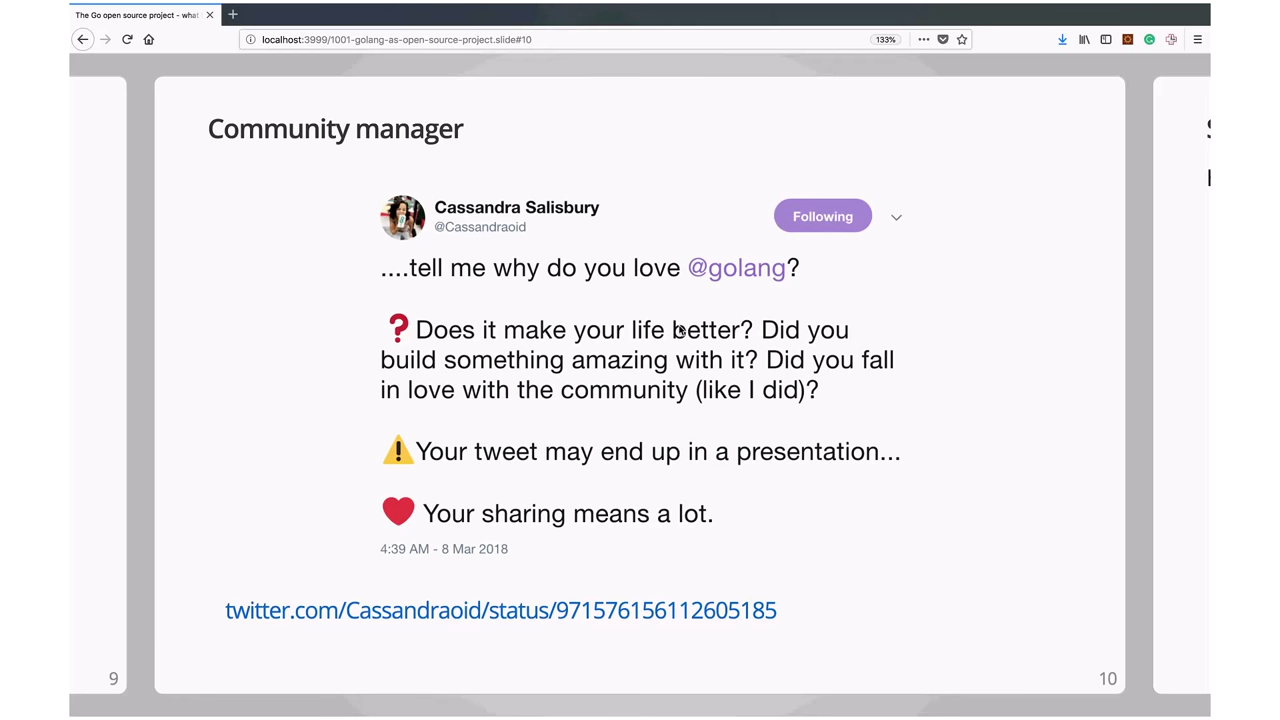 The Go open source project - what
localhost:3999/1001-golang-as-open-source-project.slide#10
133%
Community manager
Cassandra Salisbury
@Cassandraoid
Following
....tell me why do you love @golang?
❓Does it make your life better? Did you
build something amazing with it? Did you fall
in love with the community (like I did)?
⚠️Your tweet may end up in a presentation...
❤️ Your sharing means a lot.
4:39 AM - 8 Mar 2018
twitter.com/Cassandraoid/status/971576156112605185
9
10